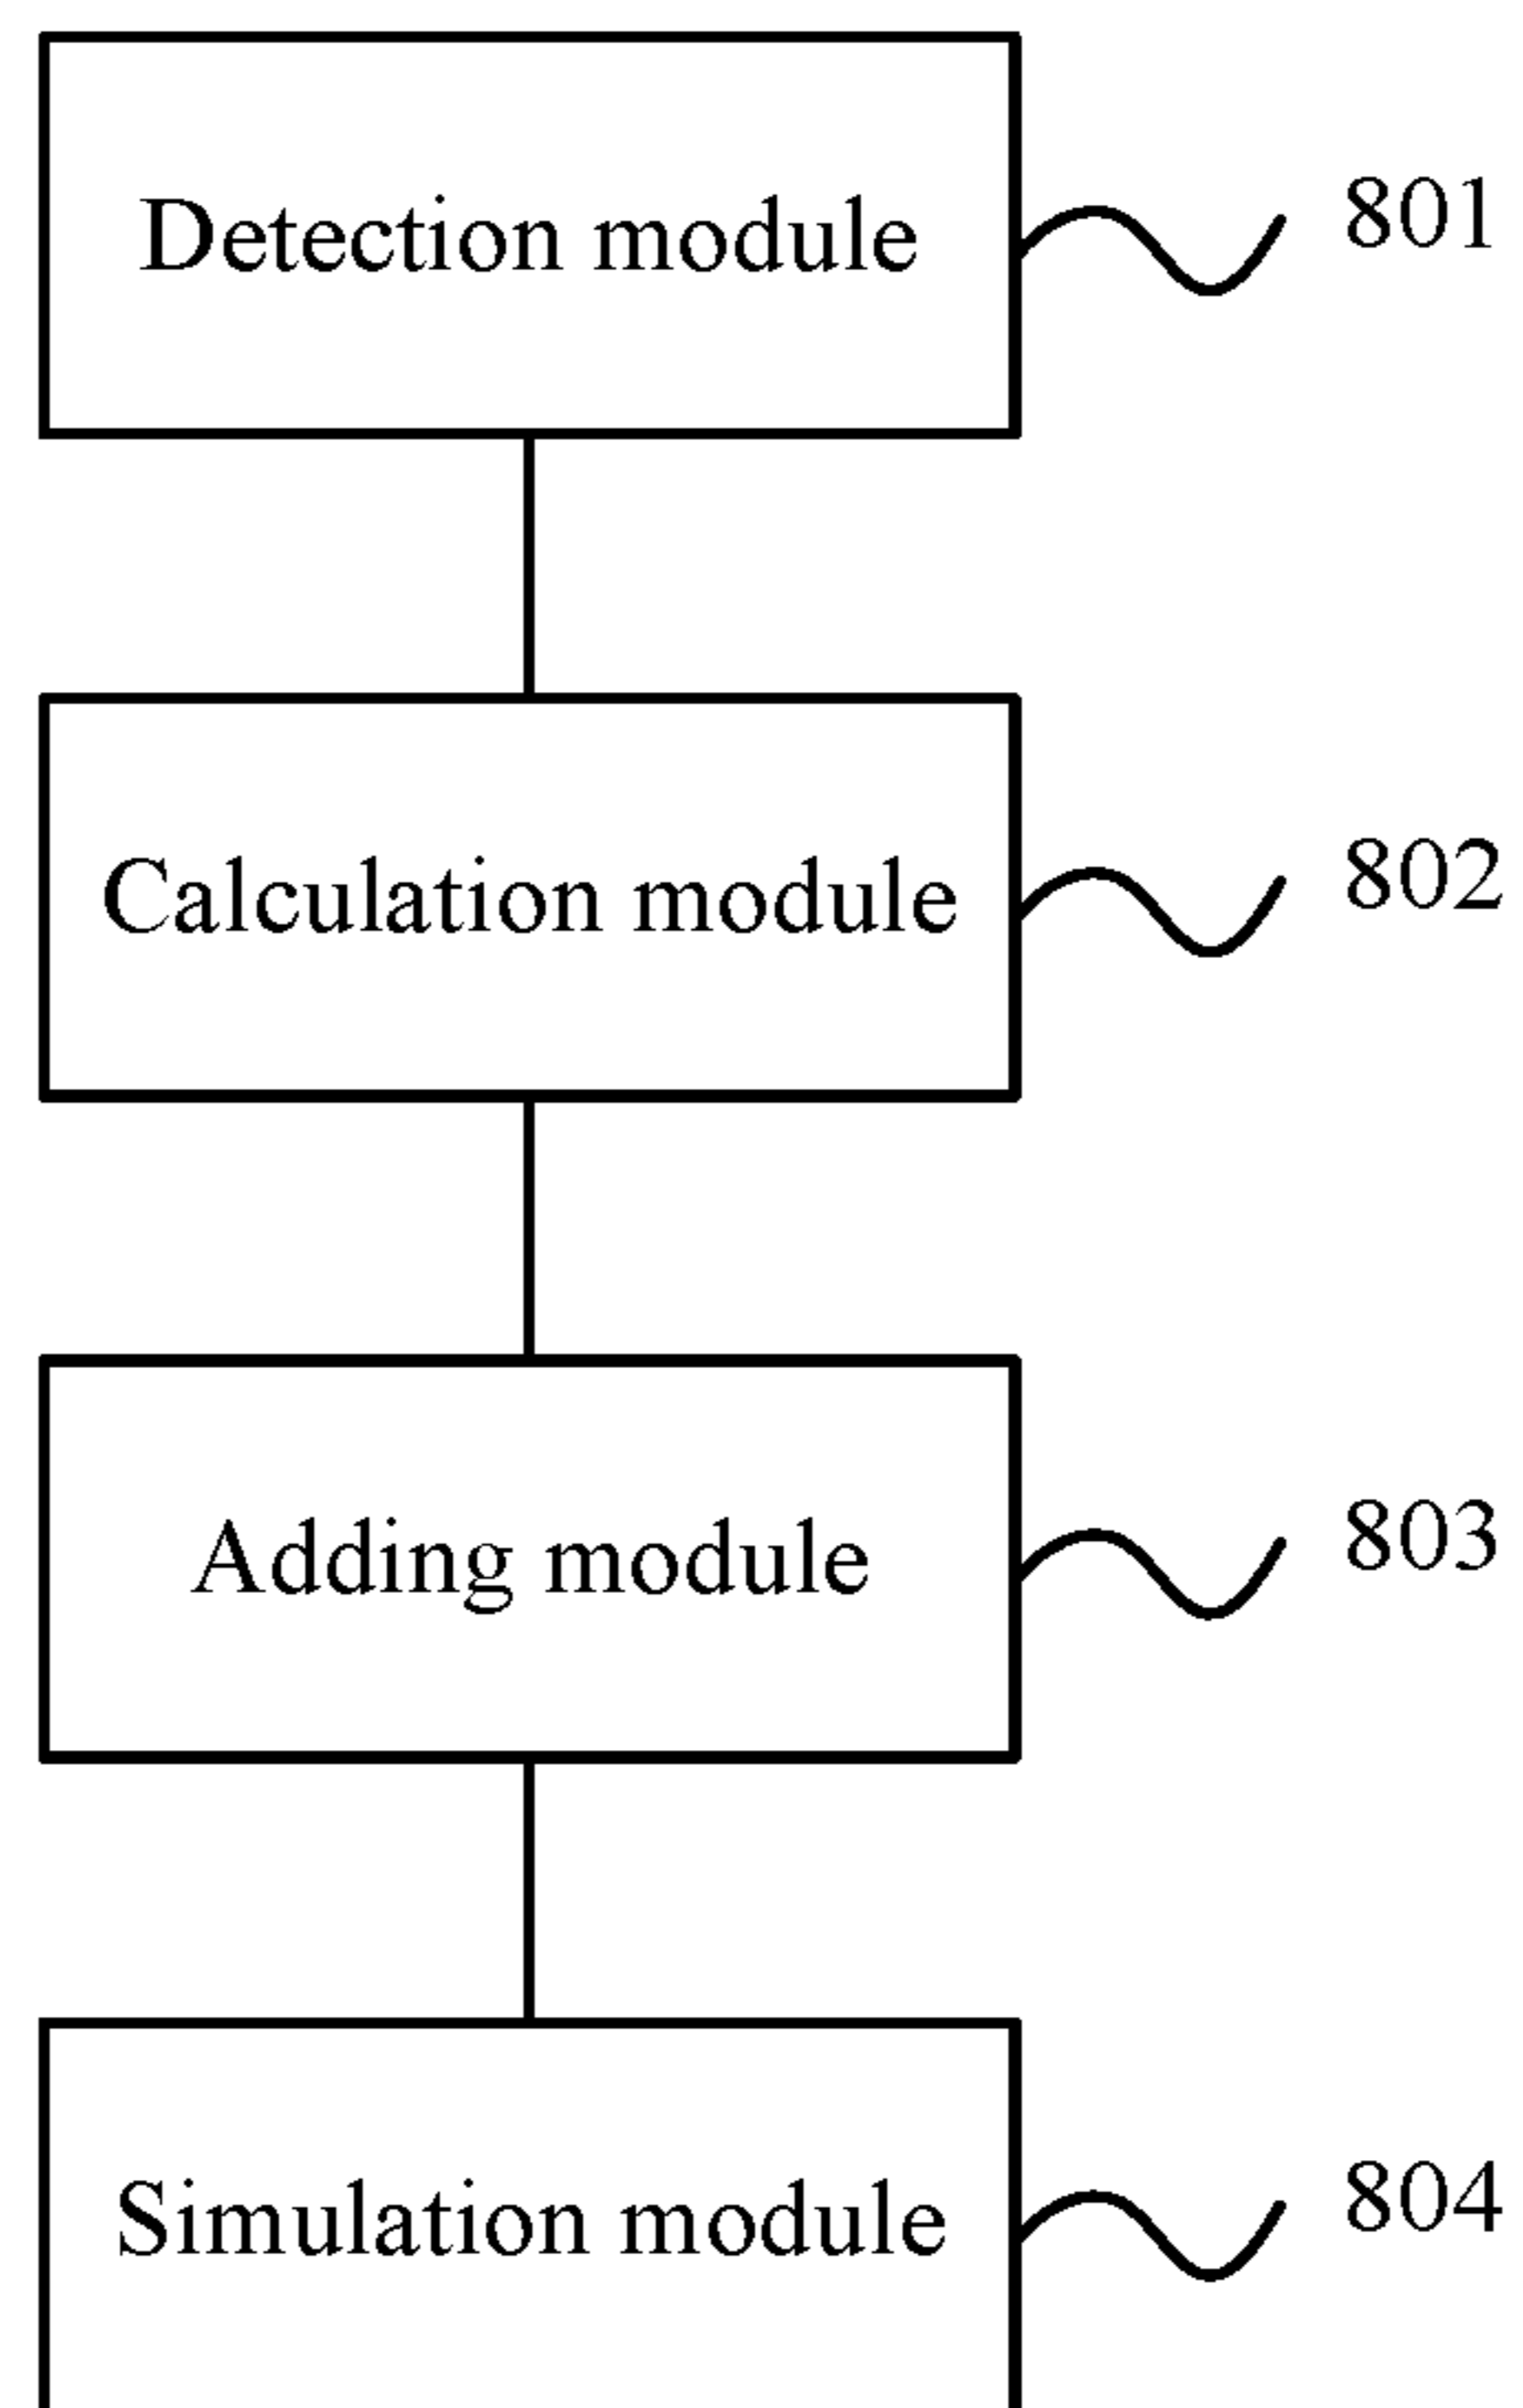 Detection module
801
Calculation module
802
Adding module
803
Simulation module
804